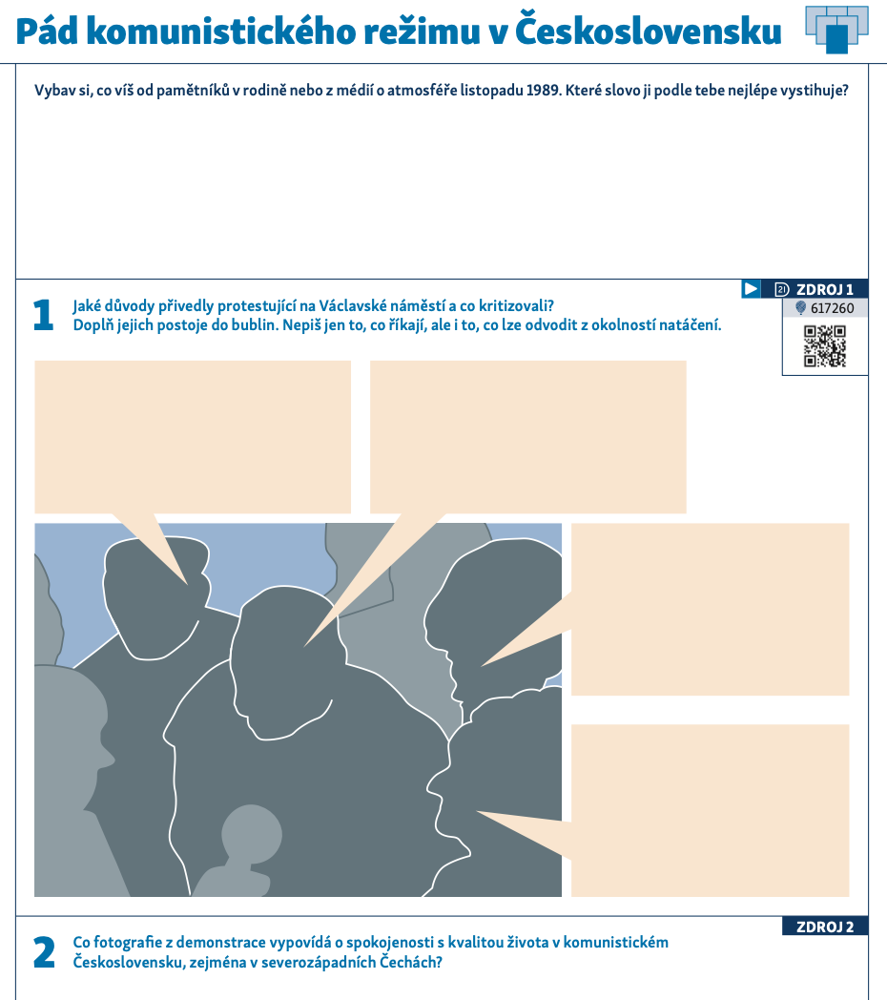 Pád komunistického režimu v Československu
Vybav si, co víš od pamětníků v rodině nebo z médií o atmosféře listopadu 1989. Které slovo ji podle tebe nejlépe vystihuje?
21 ZDROJ 1
617260
1 Jaké důvody přivedly protestující na Václavské náměstí a co kritizovali?
Doplň jejich postoje do bublin. Nepiš jen to, co říkají, ale i to, co lze odvodit z okolností natáčení.
ZDROJ 2
2 Co fotografie z demonstrace vypovídá o spokojenosti s kvalitou života v komunistickém
Československu, zejména v severozápadních Čechách?